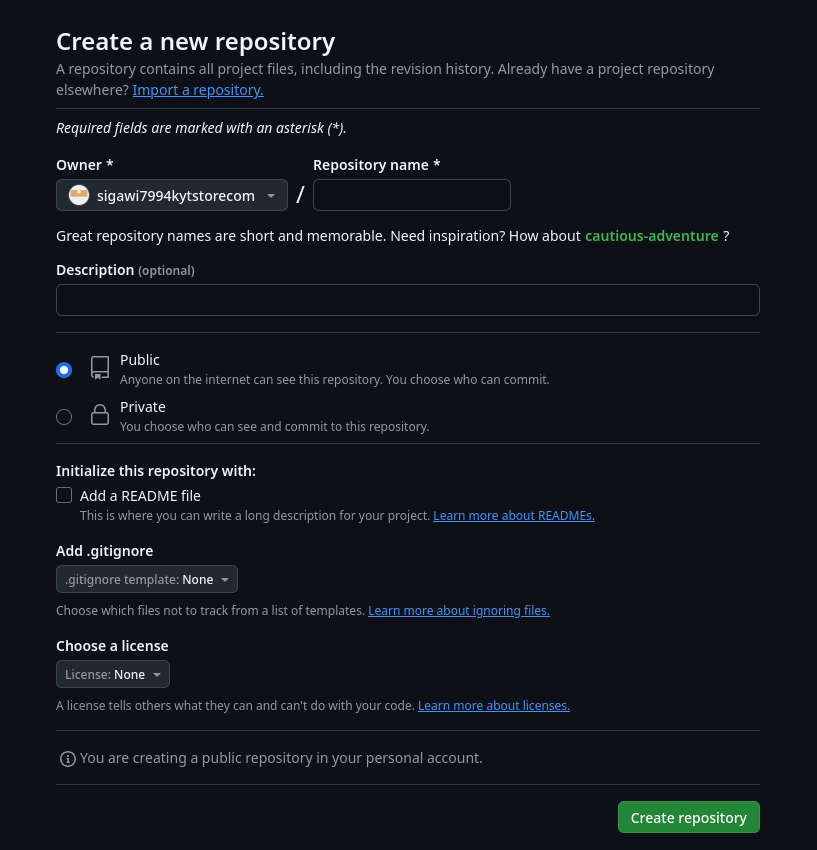 Create a new repository
A repository contains all project files, including the revision history. Already have a project repository
elsewhere? Import a repository.
Required fields are marked with an asterisk (*).
Owner *
Repository name *
sigawi7994kytstorecom
/
Great repository names are short and memorable. Need inspiration? How about cautious-adventure ?
Description (optional)
Public
Anyone on the internet can see this repository. You choose who can commit.
Private
You choose who can see and commit to this repository.
Initialize this repository with:
Add a README file
This is where you can write a long description for your project. Learn more about READMEs.
Add .gitignore
.gitignore template: None
Choose which files not to track from a list of templates. Learn more about ignoring files.
Choose a license
License: None
A license tells others what they can and can't do with your code. Learn more about licenses.
You are creating a public repository in your personal account.
Create repository